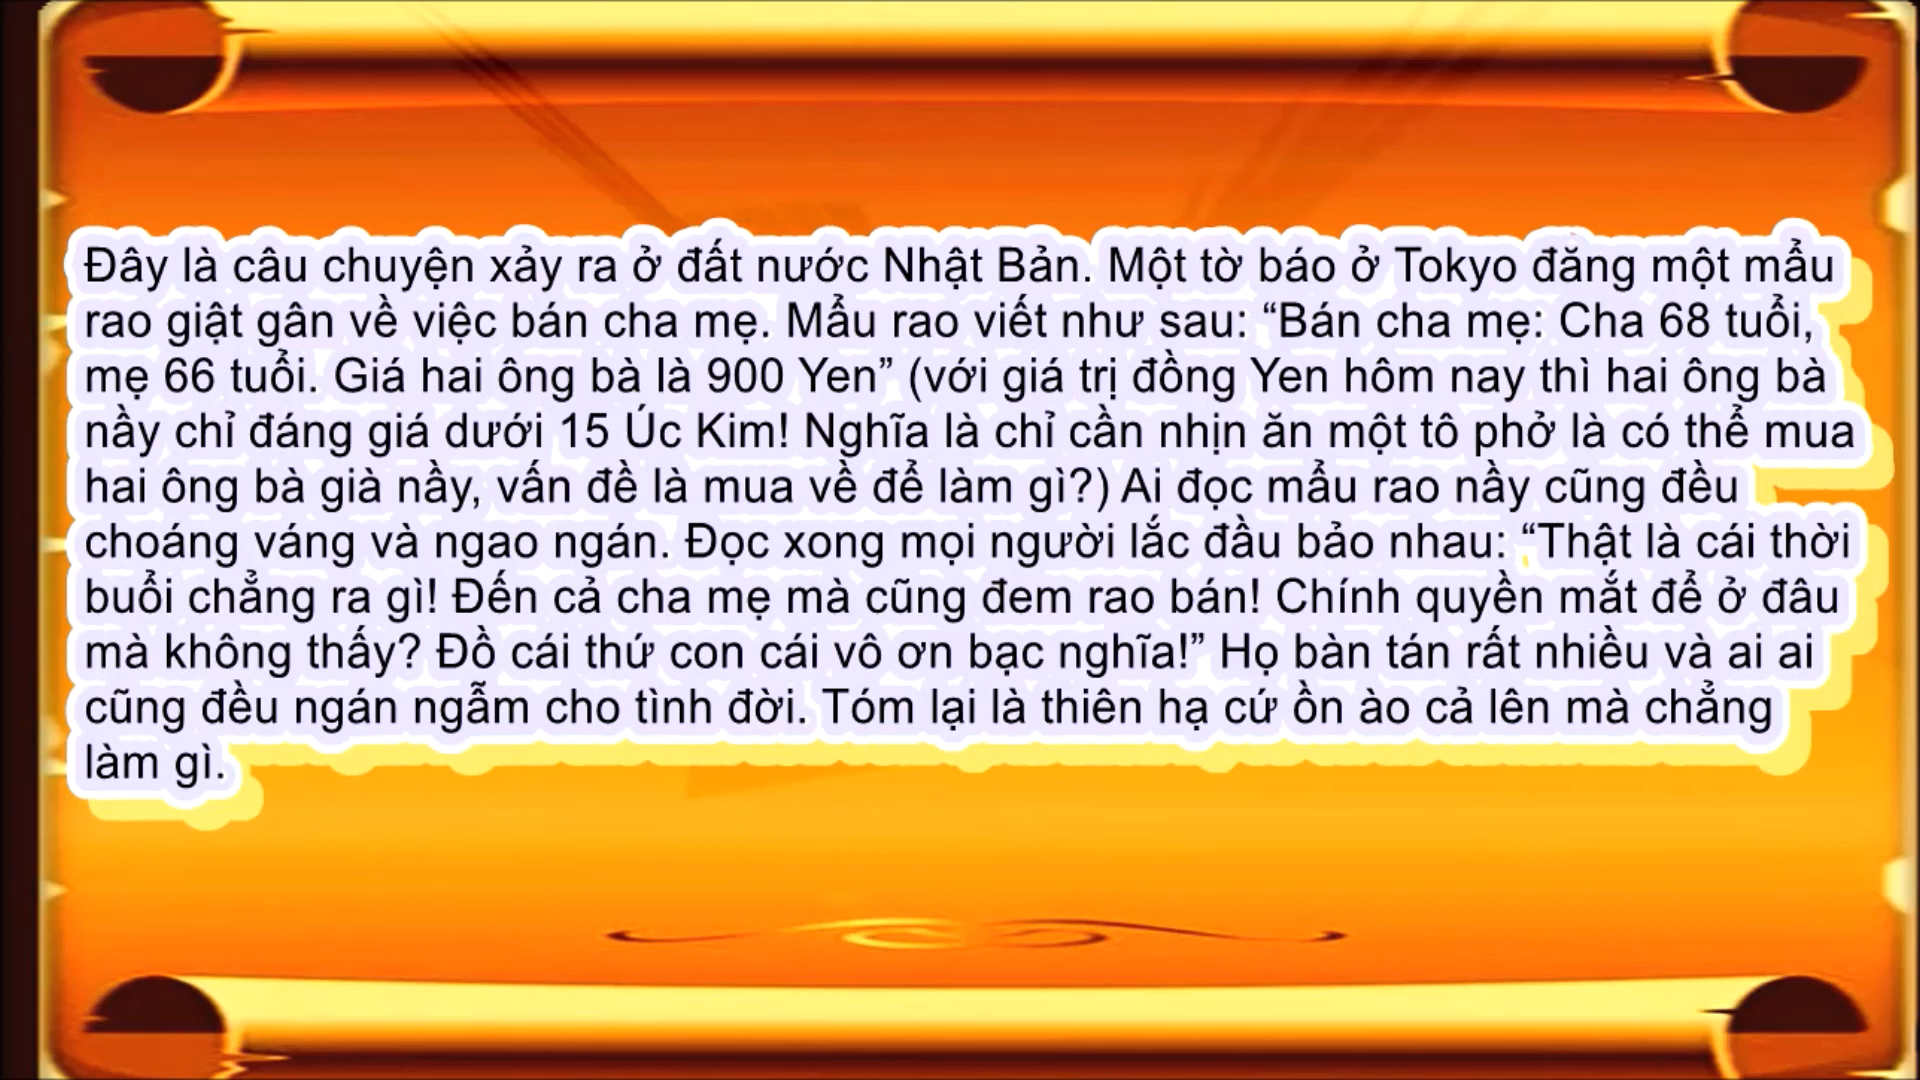 Đây là câu chuyện xảy ra ở đất nước Nhật Bản. Một tờ báo ở Tokyo đăng một mẩu
rao giật gân về việc bán cha mẹ. Mẩu rao viết như sau: “Bán cha mẹ: Cha 68 tuổi,
mẹ 66 tuổi. Giá hai ông bà là 900 Yen” (với giá trị đồng Yen hôm nay thì hai ông bà
nầy chỉ đáng giá dưới 15 Úc Kim! Nghĩa là chỉ cần nhịn ăn một tô phở là có thể mua
hai ông bà già nầy, vấn đề là mua về để làm gì?) Ai đọc mẩu rao nầy cũng đều
choáng váng và ngao ngán. Đọc xong mọi người lắc đầu bảo nhau: “Thật là cái thời
buổi chẳng ra gì! Đến cả cha mẹ mà cũng đem rao bán! Chính quyền mắt để ở đâu
mà không thấy? Đồ cái thứ con cái vô ơn bạc nghĩa!” Họ bàn tán rất nhiều và ai ai
cũng đều ngán ngẫm cho tình đời. Tóm lại là thiên hạ cứ ồn ào cả lên mà chẳng
làm gì.